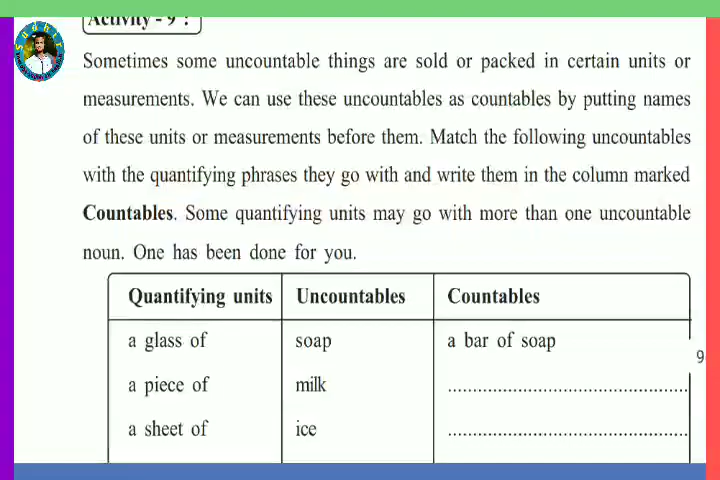 Activity - 9 :
Sudhir
Sometimes some uncountable things are sold or packed in certain units or
measurements. We can use these uncountables as countables by putting names
of these units or measurements before them. Match the following uncountables
with the quantifying phrases they go with and write them in the column marked
Countables. Some quantifying units may go with more than one uncountable
noun. One has been done for you.
Quantifying units Uncountables Countables
a glass of soap a bar of soap
9
a piece of milk ................................................
a sheet of ice ................................................